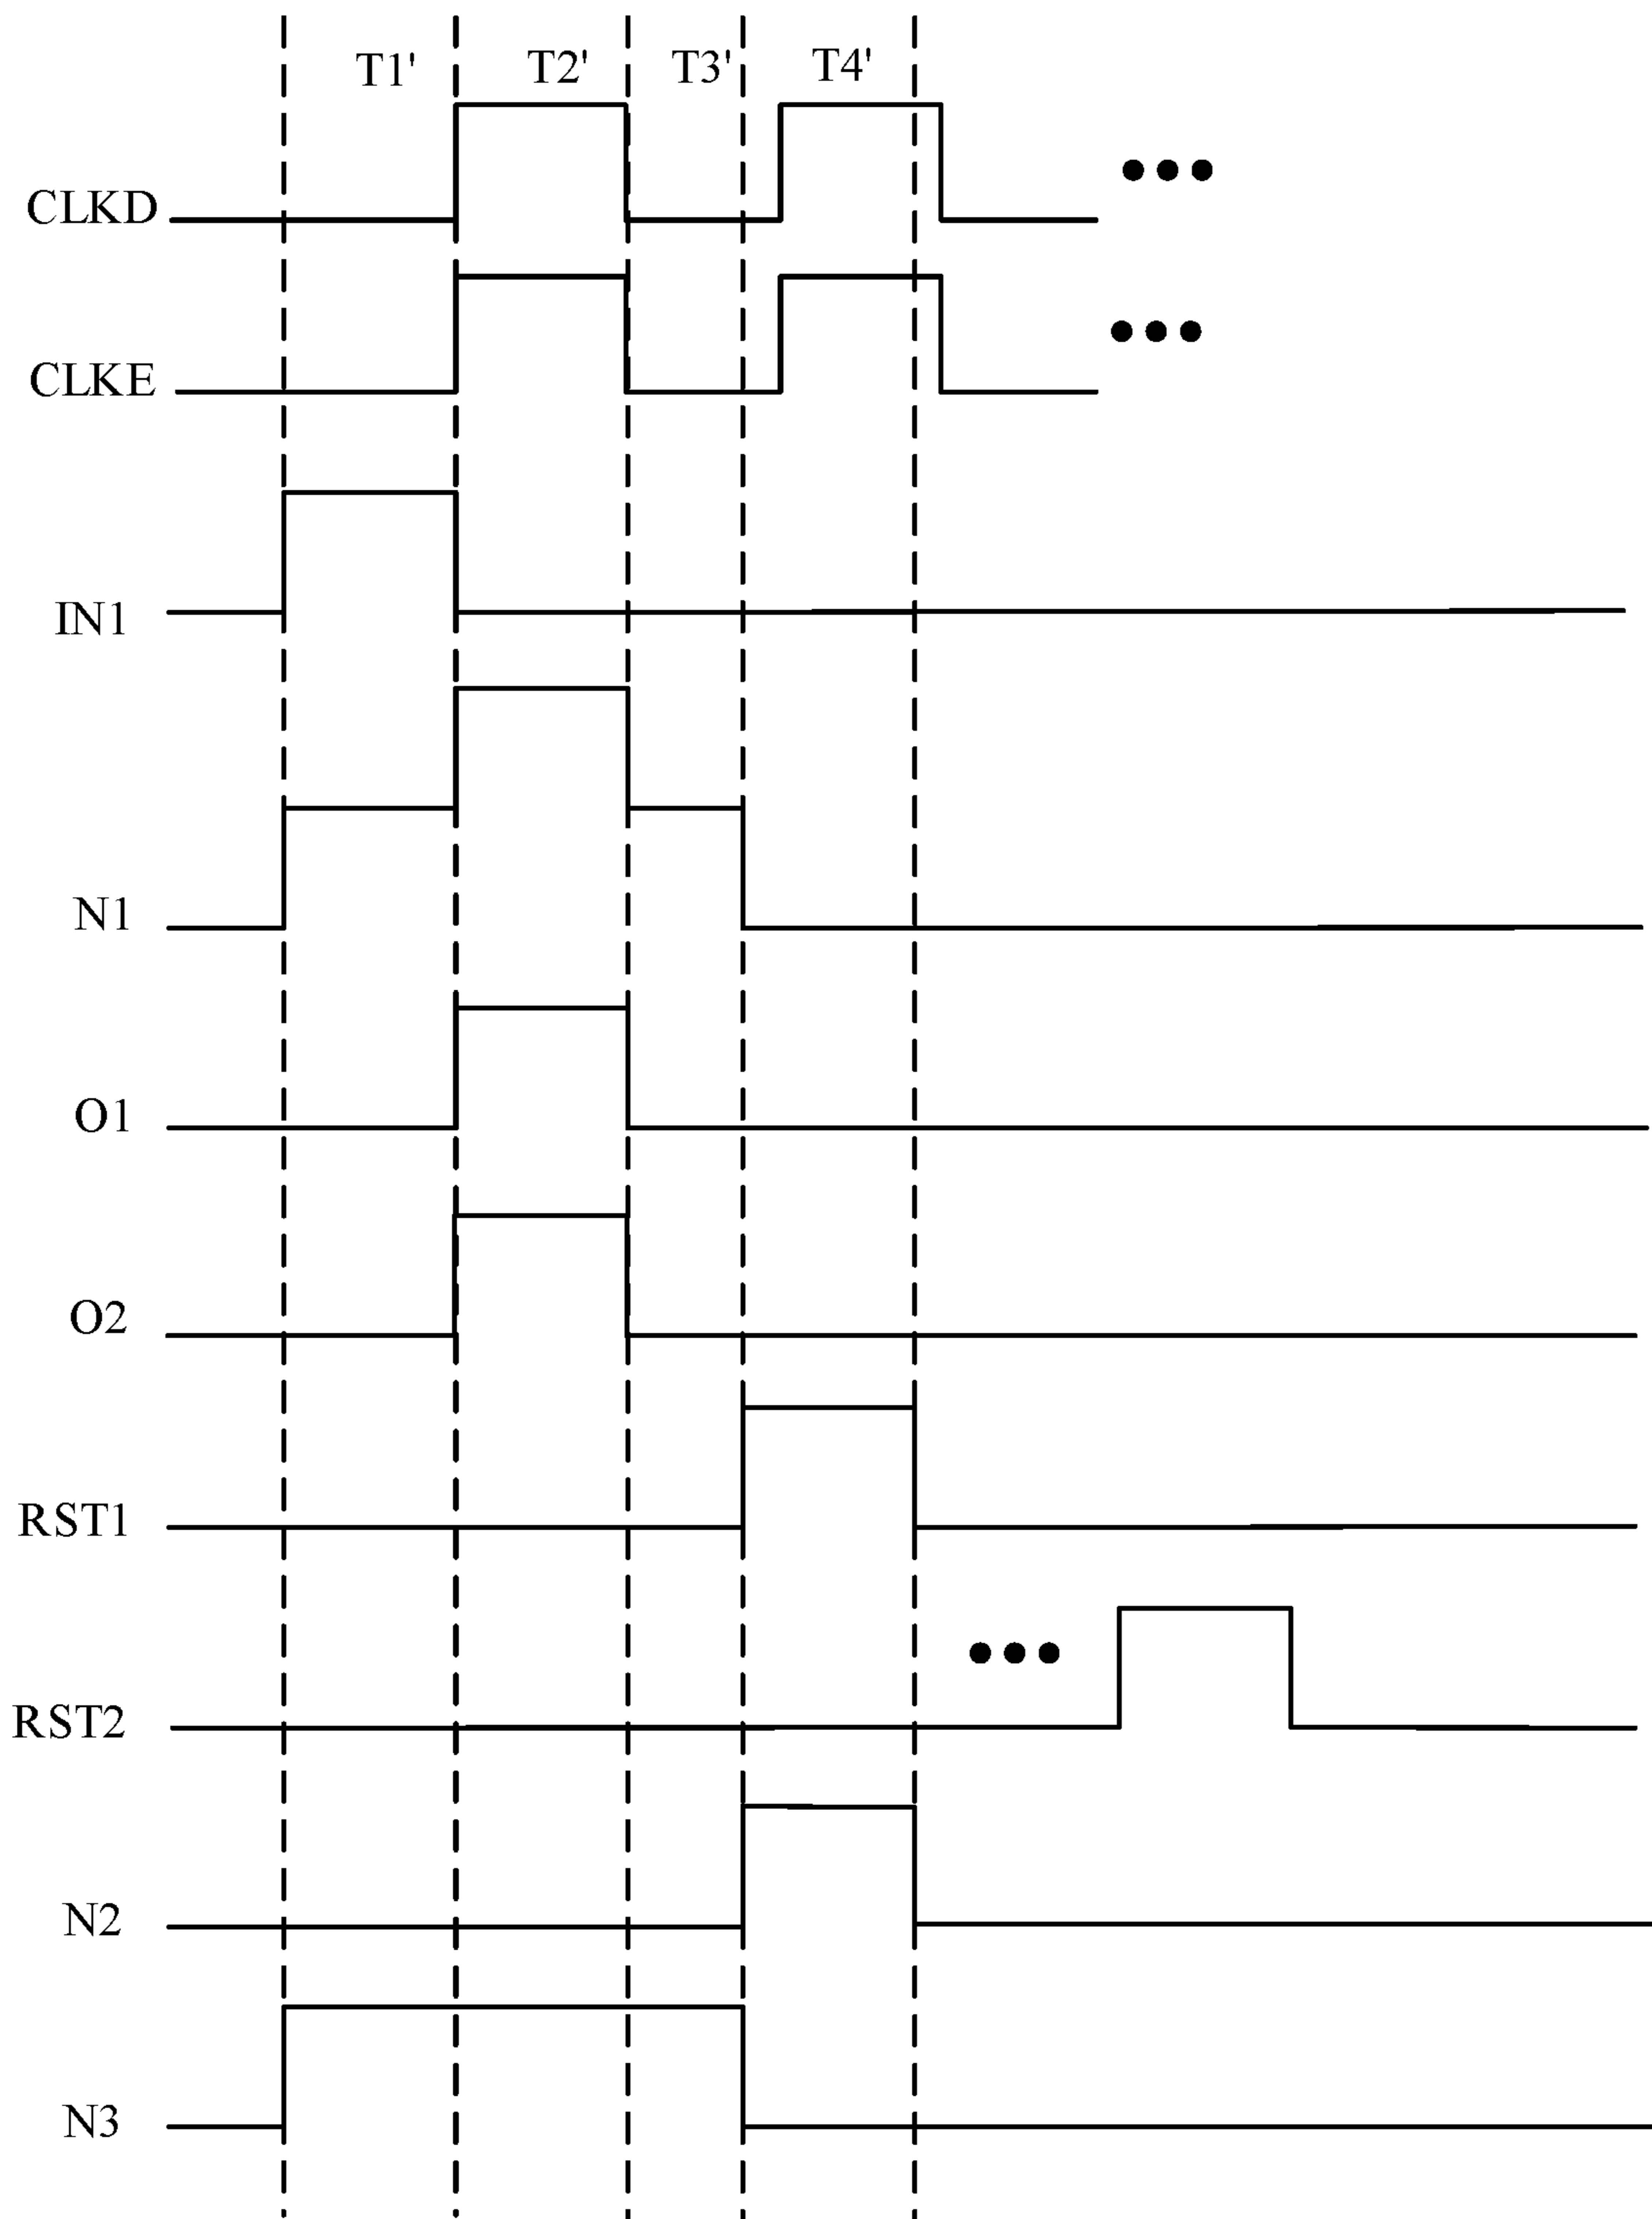 T1' T2' T3' T4'
CLKD
CLKE
IN1
N1
O1
O2
RST1
RST2
N2
N3